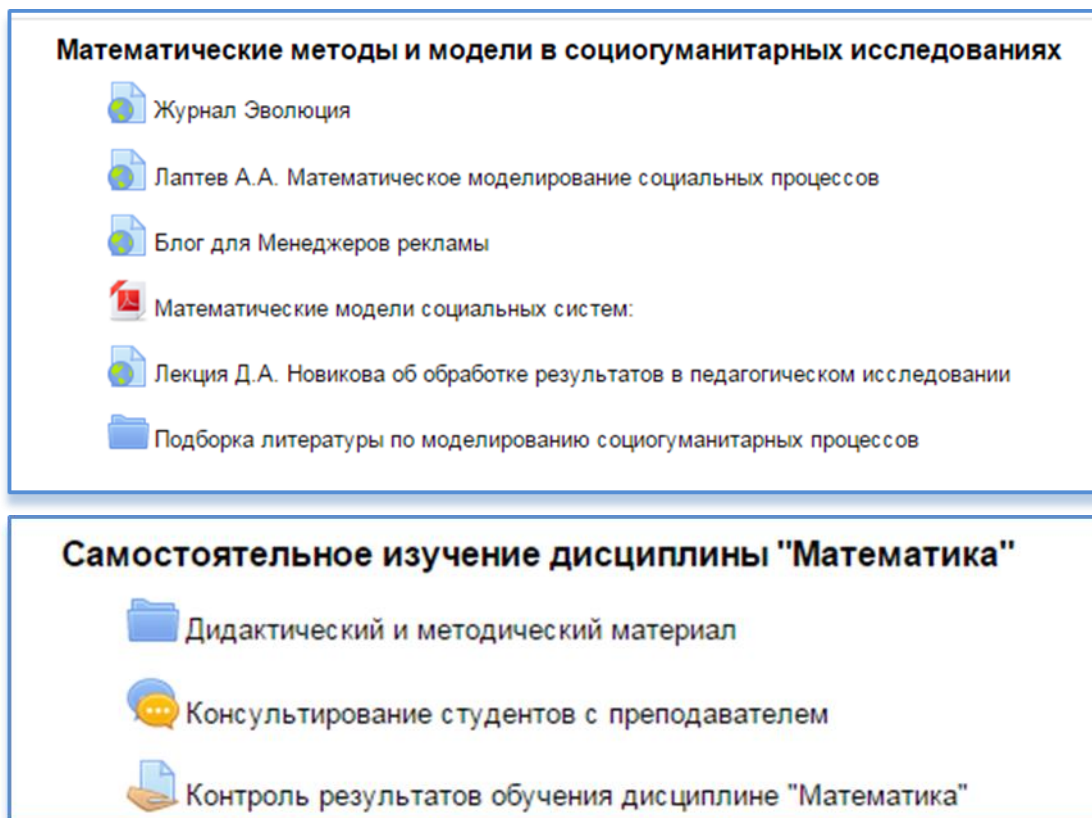 Математические методы и модели в социогуманитарных исследованиях
Журнал Эволюция
Лаптев А.А. Математическое моделирование социальных процессов
Блог для Менеджеров рекламы
Математические модели социальных систем:
Лекция Д.А. Новикова об обработке результатов в педагогическом исследовании
Подборка литературы по моделированию социогуманитарных процессов
Самостоятельное изучение дисциплины "Математика"
Дидактический и методический материал
Консультирование студентов с преподавателем
Контроль результатов обучения дисциплине "Математика"